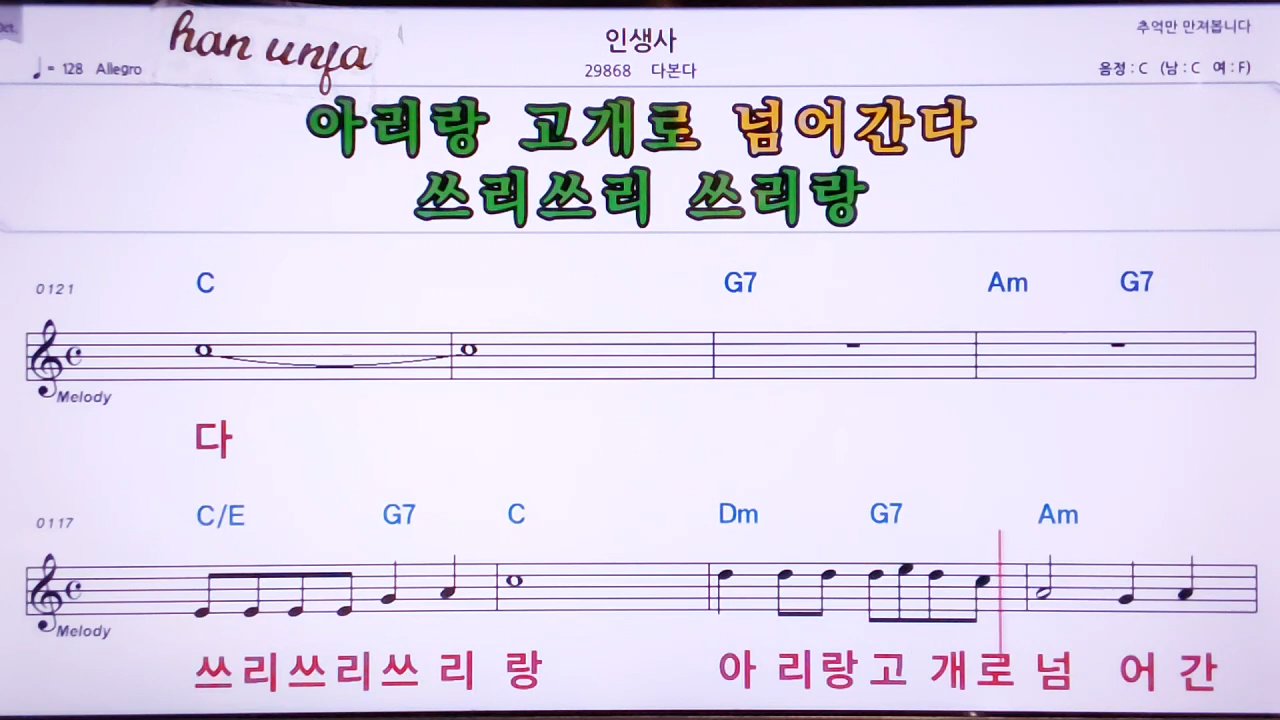 Oct.
han unja
인생사
추억만 만져봅니다
♩= 128 Allegro
29868 다본다
음정 : C (남 : C 여 : F)
아리랑 고개로 넘어간다
쓰리쓰리 쓰리랑
C G7 Am G7
0121
Melody
다
C/E G7 C Dm G7 Am
0117
Melody
쓰리쓰리쓰 리 랑 아 리랑고 개로넘 어 간